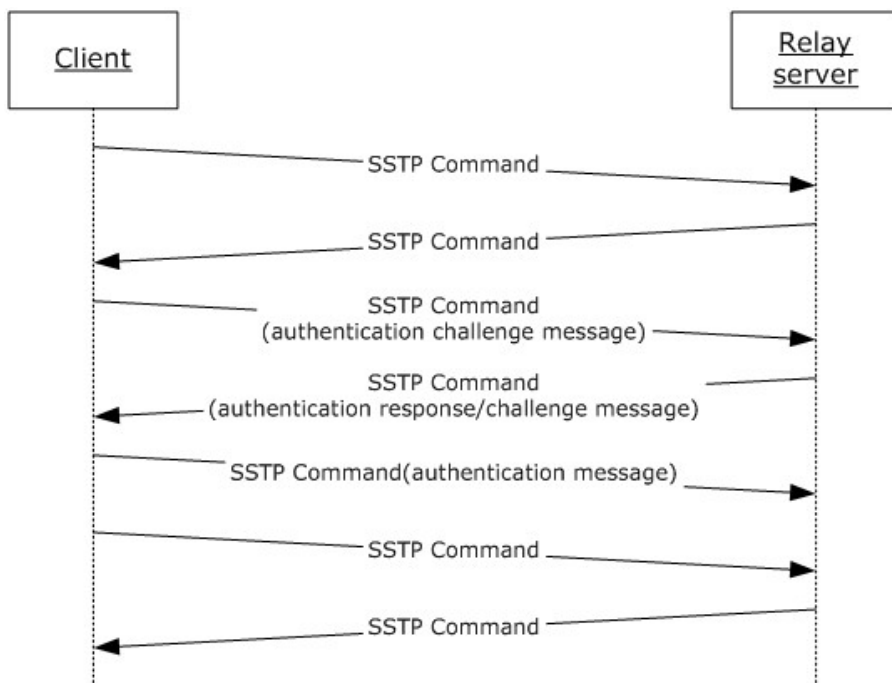 Client
Relay
server
SSTP Command
SSTP Command
SSTP Command
(authentication challenge message)
SSTP Command
(authentication response/challenge message)
SSTP Command(authentication message)
SSTP Command
SSTP Command